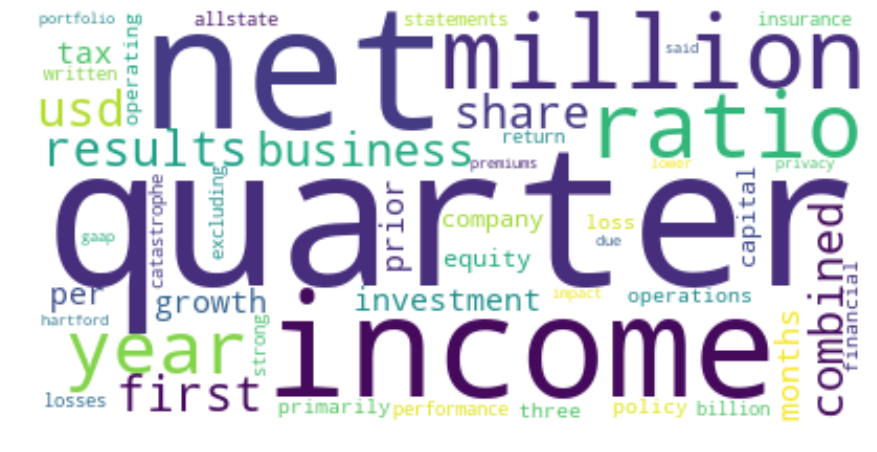 portfolio allstate statements insurance
tax operating net million said
written
usd share ratio
results business return
premiums lower privacy
quarter
catastrophe excluding prior company loss capital
gaap due
equity combined
per growth investment impact operations financial
hartford
year strong income months
first
losses primarily performance three policy billion